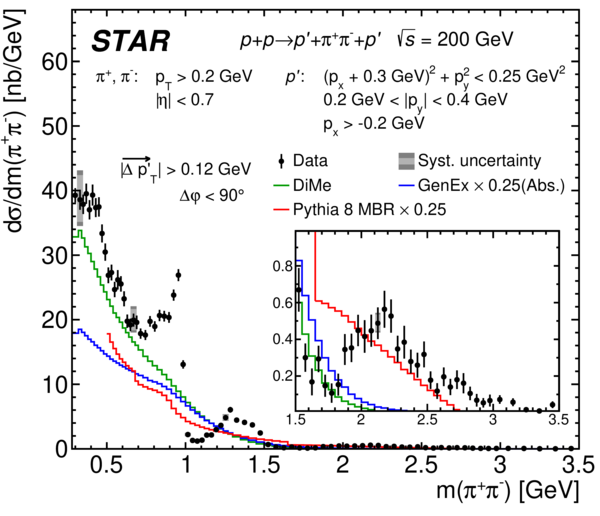 STAR
p+p→p′+π⁺π⁻+p′ √s = 200 GeV
π⁺, π⁻: p_T > 0.2 GeV
|η| < 0.7
p′: (p_x + 0.3 GeV)² + p_y² < 0.25 GeV²
0.2 GeV < |p_y| < 0.4 GeV
p_x > -0.2 GeV
|Δ p⃗′_T| > 0.12 GeV
Δφ < 90°
Data
Syst. uncertainty
DiMe
GenEx × 0.25(Abs.)
Pythia 8 MBR × 0.25
dσ/dm(π⁺π⁻) [nb/GeV]
60
50
40
30
20
10
0
0.5 1 1.5 2 2.5 3 3.5
m(π⁺π⁻) [GeV]
0.8
0.6
0.4
0.2
1.5 2 2.5 3 3.5